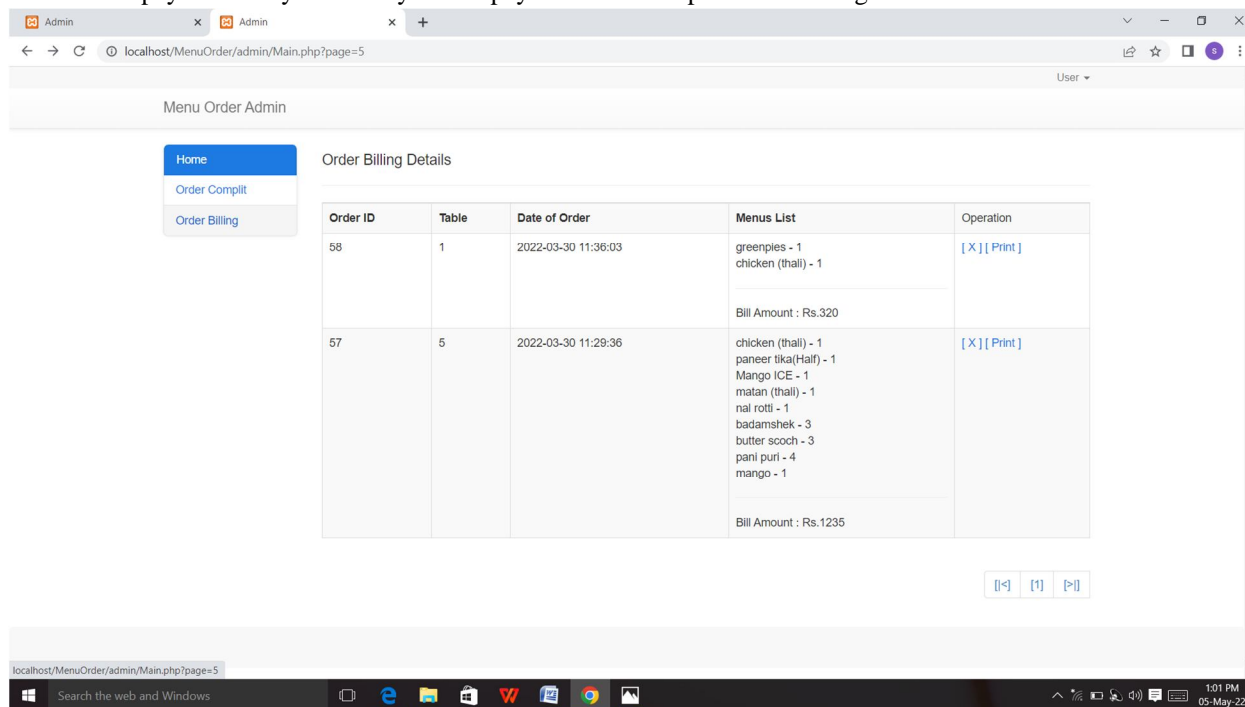 Admin
Admin
localhost/MenuOrder/admin/Main.php?page=5
S
User
Menu Order Admin
Home
Order Complit
Order Billing
Order Billing Details
Order ID Table Date of Order Menus List Operation
58 1 2022-03-30 11:36:03 greenpies - 1 [ X ] [ Print ]
chicken (thali) - 1
Bill Amount : Rs.320
57 5 2022-03-30 11:29:36 chicken (thali) - 1 [ X ] [ Print ]
paneer tika(Half) - 1
Mango ICE - 1
matan (thali) - 1
nal rotti - 1
badamshek - 3
butter scoch - 3
pani puri - 4
mango - 1
Bill Amount : Rs.1235
[|<] [1] [>|]
localhost/MenuOrder/admin/Main.php?page=5
Search the web and Windows
1:01 PM
05-May-22